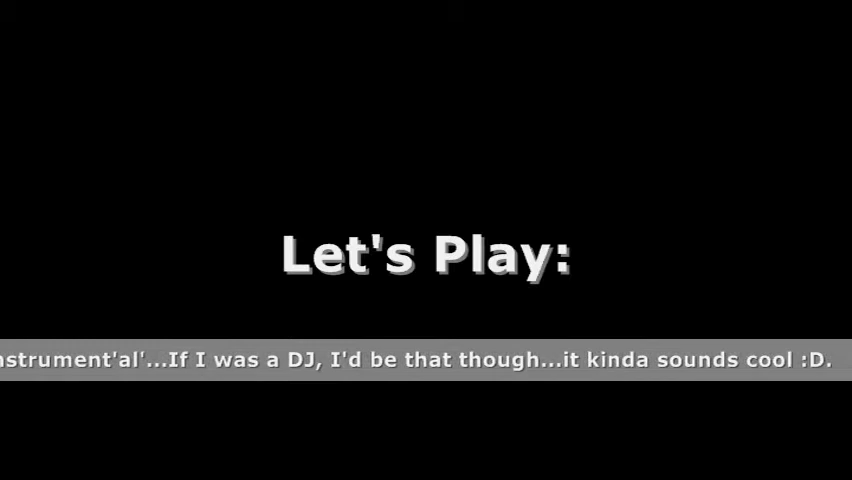 Let's Play:
nstrument'al'...If I was a DJ, I'd be that though...it kinda sounds cool :D.